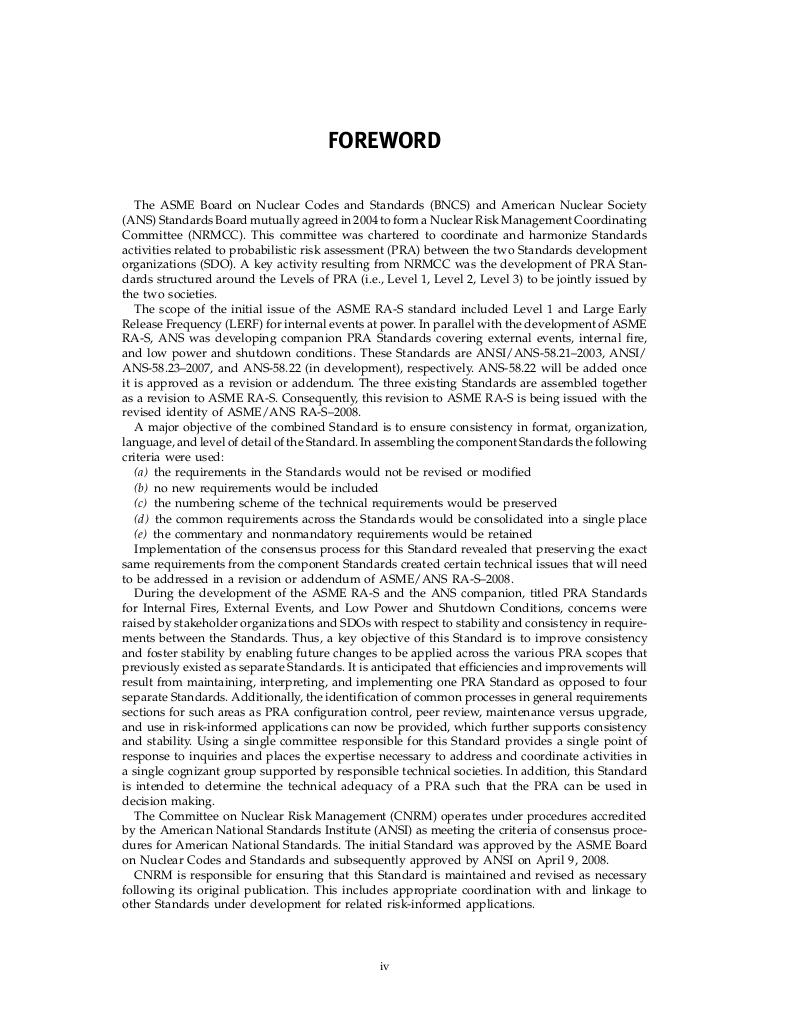 FOREWORD
The ASME Board on Nuclear Codes and Standards (BNCS) and American Nuclear Society
(ANS) Standards Board mutually agreed in 2004 to form a Nuclear Risk Management Coordinating
Committee (NRMCC). This committee was chartered to coordinate and harmonize Standards
activities related to probabilistic risk assessment (PRA) between the two Standards development
organizations (SDO). A key activity resulting from NRMCC was the development of PRA Stan-
dards structured around the Levels of PRA (i.e., Level 1, Level 2, Level 3) to be jointly issued by
the two societies.
The scope of the initial issue of the ASME RA-S standard included Level 1 and Large Early
Release Frequency (LERF) for internal events at power. In parallel with the development of ASME
RA-S, ANS was developing companion PRA Standards covering external events, internal fire,
and low power and shutdown conditions. These Standards are ANSI/ANS-58.21–2003, ANSI/
ANS-58.23–2007, and ANS-58.22 (in development), respectively. ANS-58.22 will be added once
it is approved as a revision or addendum. The three existing Standards are assembled together
as a revision to ASME RA-S. Consequently, this revision to ASME RA-S is being issued with the
revised identity of ASME/ANS RA-S–2008.
A major objective of the combined Standard is to ensure consistency in format, organization,
language, and level of detail of the Standard. In assembling the component Standards the following
criteria were used:
(a) the requirements in the Standards would not be revised or modified
(b) no new requirements would be included
(c) the numbering scheme of the technical requirements would be preserved
(d) the common requirements across the Standards would be consolidated into a single place
(e) the commentary and nonmandatory requirements would be retained
Implementation of the consensus process for this Standard revealed that preserving the exact
same requirements from the component Standards created certain technical issues that will need
to be addressed in a revision or addendum of ASME/ANS RA-S–2008.
During the development of the ASME RA-S and the ANS companion, titled PRA Standards
for Internal Fires, External Events, and Low Power and Shutdown Conditions, concerns were
raised by stakeholder organizations and SDOs with respect to stability and consistency in require-
ments between the Standards. Thus, a key objective of this Standard is to improve consistency
and foster stability by enabling future changes to be applied across the various PRA scopes that
previously existed as separate Standards. It is anticipated that efficiencies and improvements will
result from maintaining, interpreting, and implementing one PRA Standard as opposed to four
separate Standards. Additionally, the identification of common processes in general requirements
sections for such areas as PRA configuration control, peer review, maintenance versus upgrade,
and use in risk-informed applications can now be provided, which further supports consistency
and stability. Using a single committee responsible for this Standard provides a single point of
response to inquiries and places the expertise necessary to address and coordinate activities in
a single cognizant group supported by responsible technical societies. In addition, this Standard
is intended to determine the technical adequacy of a PRA such that the PRA can be used in
decision making.
The Committee on Nuclear Risk Management (CNRM) operates under procedures accredited
by the American National Standards Institute (ANSI) as meeting the criteria of consensus proce-
dures for American National Standards. The initial Standard was approved by the ASME Board
on Nuclear Codes and Standards and subsequently approved by ANSI on April 9, 2008.
CNRM is responsible for ensuring that this Standard is maintained and revised as necessary
following its original publication. This includes appropriate coordination with and linkage to
other Standards under development for related risk-informed applications.
iv